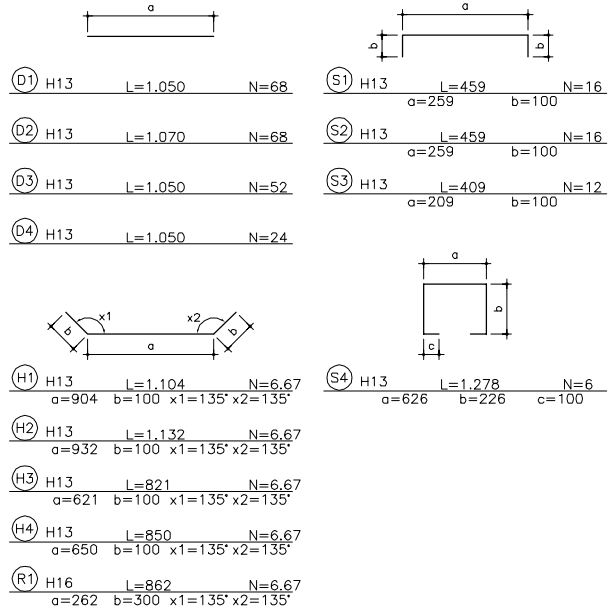 a
D1 H13 L=1.050 N=68
D2 H13 L=1.070 N=68
D3 H13 L=1.050 N=52
D4 H13 L=1.050 N=24
x1 x2
b b
a
H1 H13 L=1.104 N=6.67
a=904 b=100 x1=135° x2=135°
H2 H13 L=1.132 N=6.67
a=932 b=100 x1=135° x2=135°
H3 H13 L=821 N=6.67
a=621 b=100 x1=135° x2=135°
H4 H13 L=850 N=6.67
a=650 b=100 x1=135° x2=135°
R1 H16 L=862 N=6.67
a=262 b=300 x1=135° x2=135°
a
b b
S1 H13 L=459 N=16
a=259 b=100
S2 H13 L=459 N=16
a=259 b=100
S3 H13 L=409 N=12
a=209 b=100
a
b
c
S4 H13 L=1.278 N=6
a=626 b=226 c=100